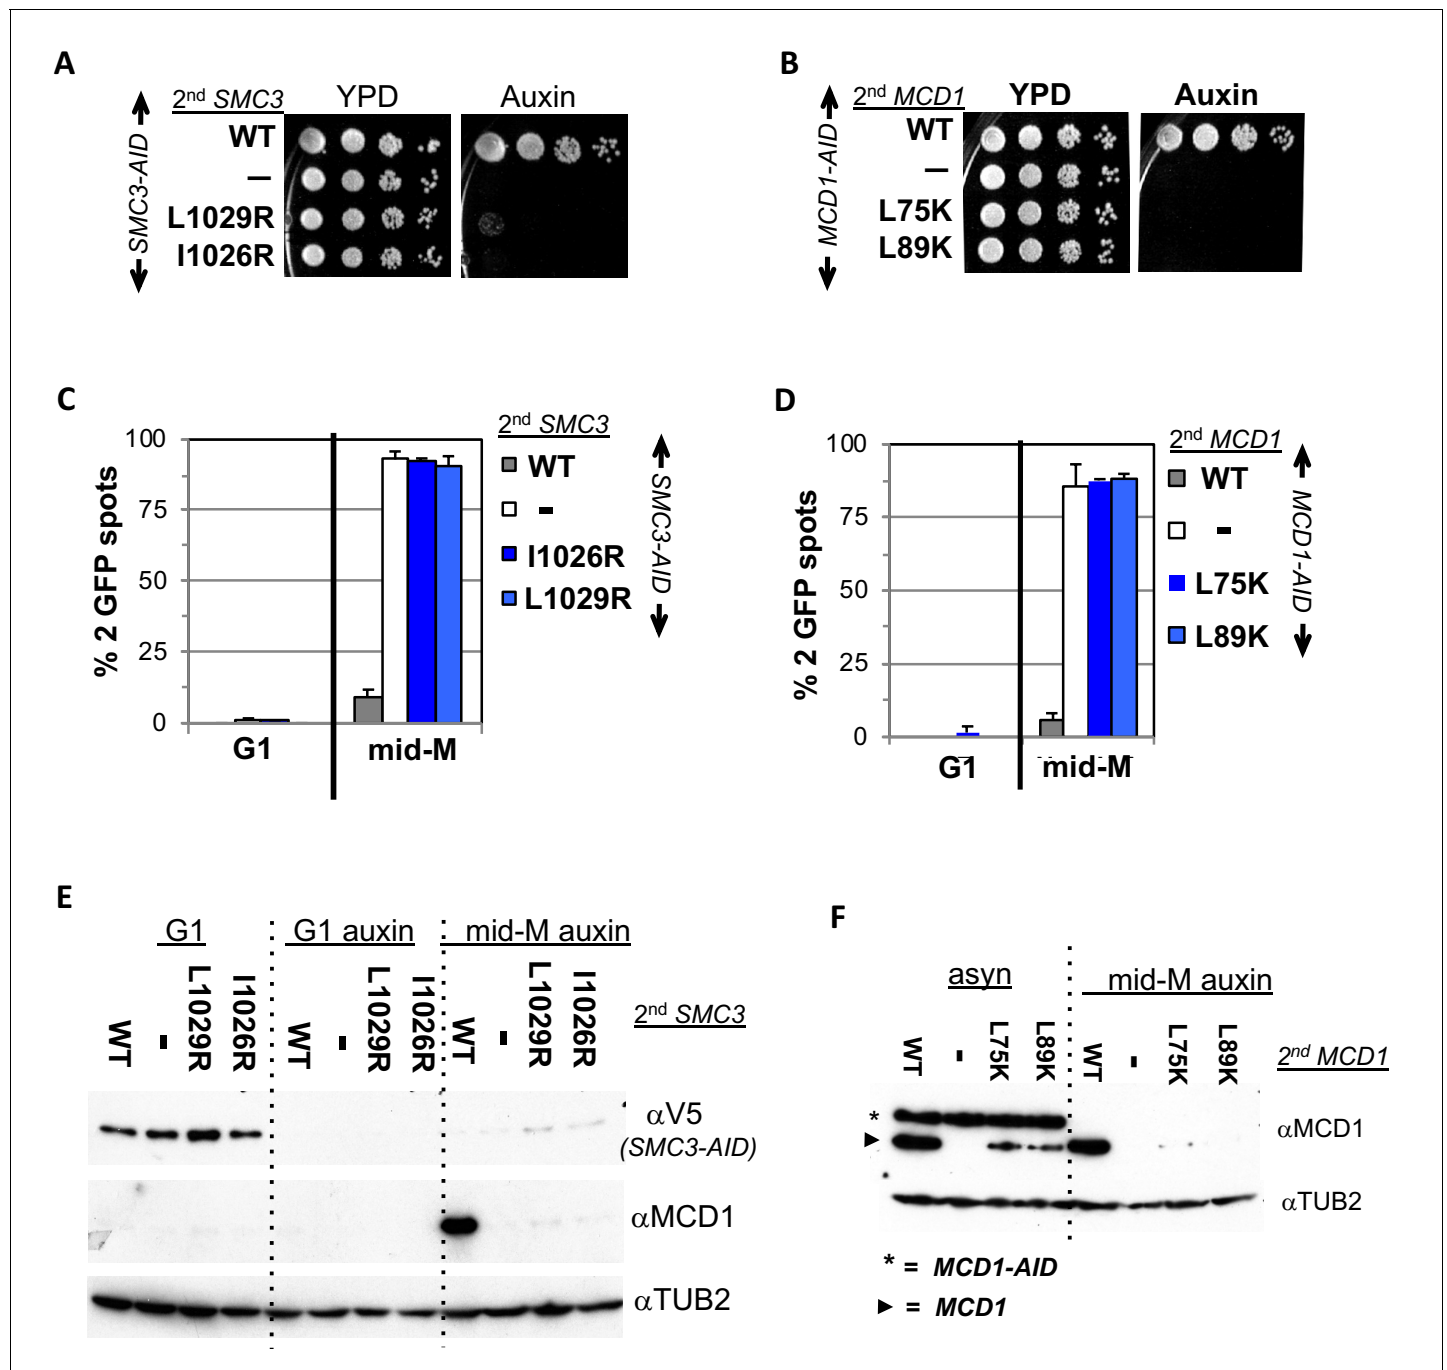 A
2nd SMC3
YPD
Auxin
SMC3-AID
WT
–
L1029R
I1026R
B
2nd MCD1
YPD
Auxin
MCD1-AID
WT
–
L75K
L89K
C
% 2 GFP spots
100
75
50
25
0
G1
mid-M
2nd SMC3
WT
-
I1026R
L1029R
SMC3-AID
D
% 2 GFP spots
100
75
50
25
0
G1
mid-M
2nd MCD1
WT
-
L75K
L89K
MCD1-AID
E
G1
G1 auxin
mid-M auxin
WT
-
L1029R
I1026R
WT
-
L1029R
I1026R
WT
-
L1029R
I1026R
2nd SMC3
αV5
(SMC3-AID)
αMCD1
αTUB2
F
asyn
mid-M auxin
WT
-
L75K
L89K
WT
-
L75K
L89K
2nd MCD1
*
►
αMCD1
αTUB2
* = MCD1-AID
► = MCD1